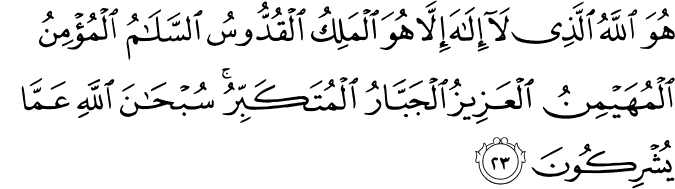 هُوَ ٱللَّهُ ٱلَّذِى لَآ إِلَـٰهَ إِلَّا هُوَ ٱلْمَلِكُ ٱلْقُدُّوسُ ٱلسَّلَـٰمُ ٱلْمُؤْمِنُ
ٱلْمُهَيْمِنُ ٱلْعَزِيزُ ٱلْجَبَّارُ ٱلْمُتَكَبِّرُ ۚ سُبْحَـٰنَ ٱللَّهِ عَمَّا
يُشْرِكُونَ ٢٣